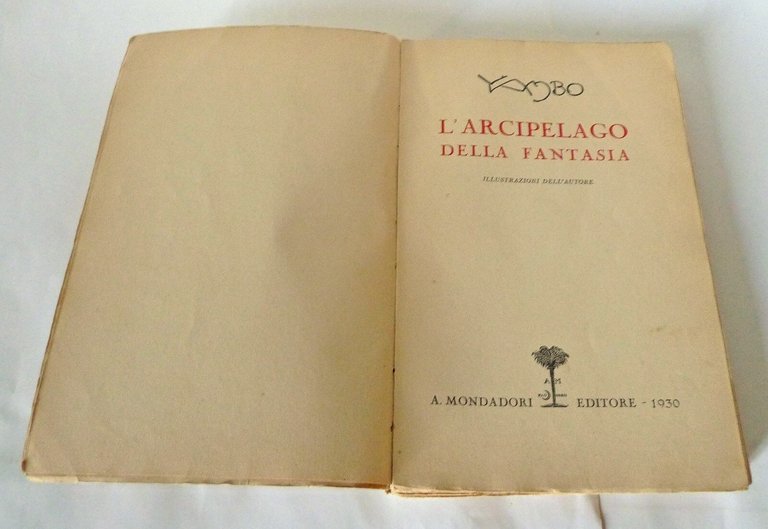 YAMBO
L'ARCIPELAGO
DELLA FANTASIA
ILLUSTRAZIONI DELL'AUTORE
A. MONDADORI EDITORE - 1930